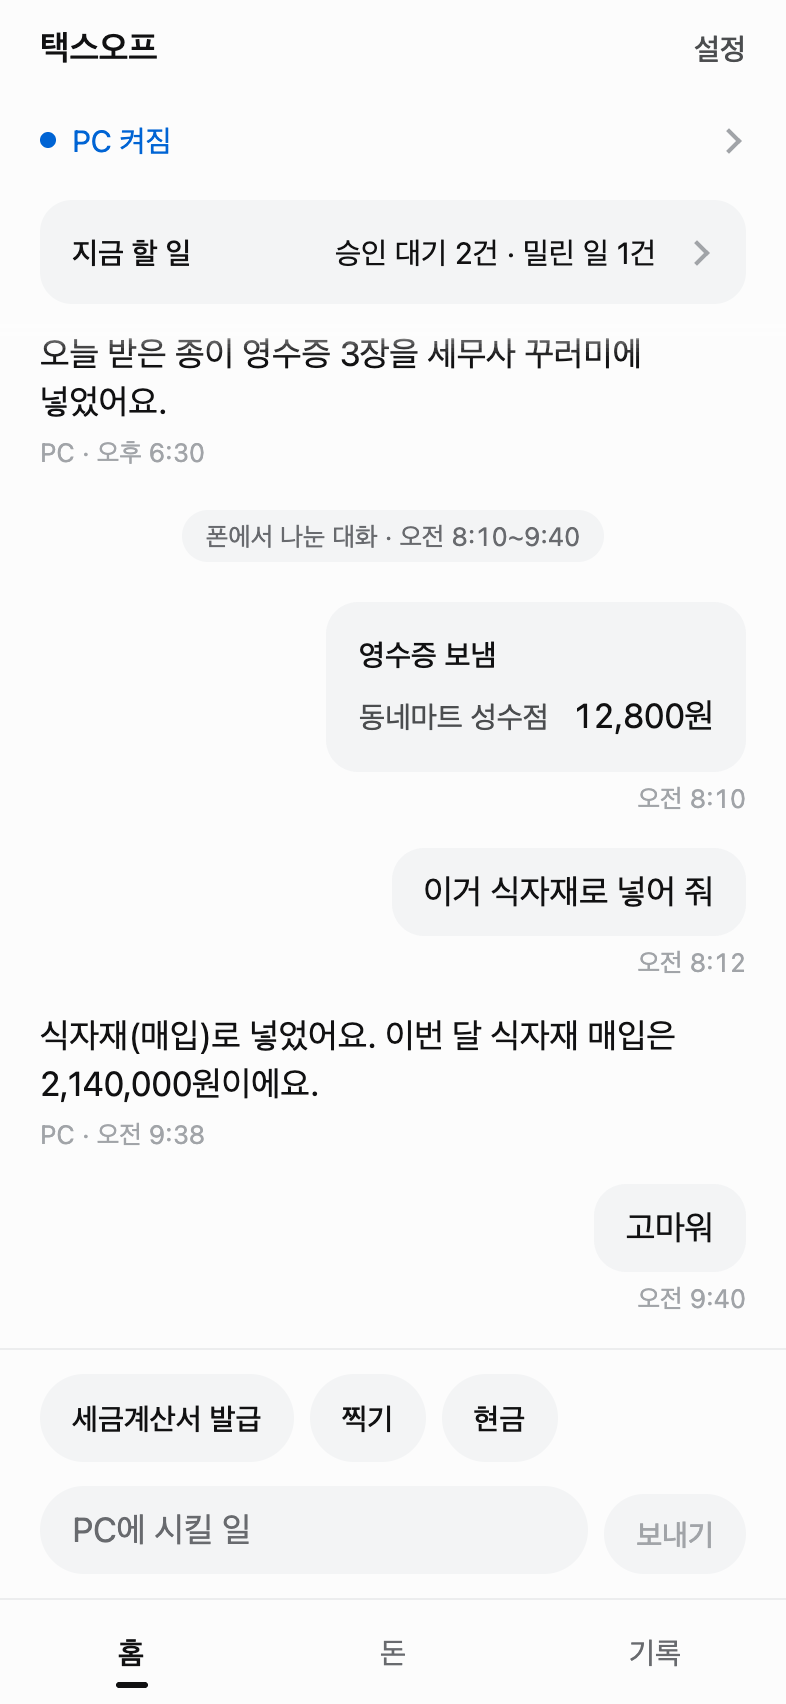 택스오프
설정
PC 켜짐
지금 할 일
승인 대기 2건 · 밀린 일 1건
오늘 받은 종이 영수증 3장을 세무사 꾸러미에
넣었어요.
PC · 오후 6:30
폰에서 나눈 대화 · 오전 8:10~9:40
영수증 보냄
동네마트 성수점 12,800원
오전 8:10
이거 식자재로 넣어 줘
오전 8:12
식자재(매입)로 넣었어요. 이번 달 식자재 매입은
2,140,000원이에요.
PC · 오전 9:38
고마워
오전 9:40
세금계산서 발급
찍기
현금
PC에 시킬 일
보내기
홈
돈
기록